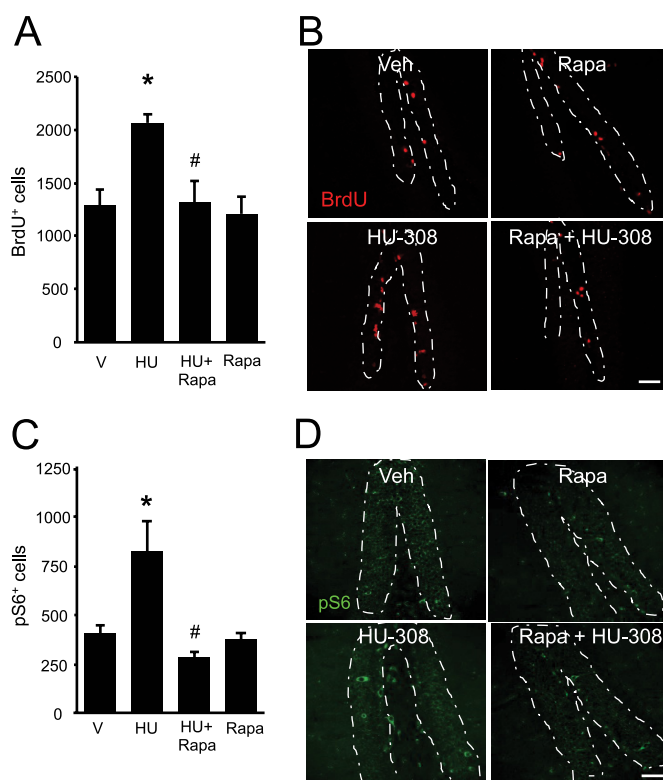 A
BrdU⁺ cells
2500
2000
1500
1000
500
0
*
#
V
HU
HU+
Rapa
Rapa
B
Veh
Rapa
BrdU
HU-308
Rapa + HU-308
C
pS6⁺ cells
1250
1000
750
500
250
0
*
#
V
HU
HU+
Rapa
Rapa
D
Veh
Rapa
pS6
HU-308
Rapa + HU-308